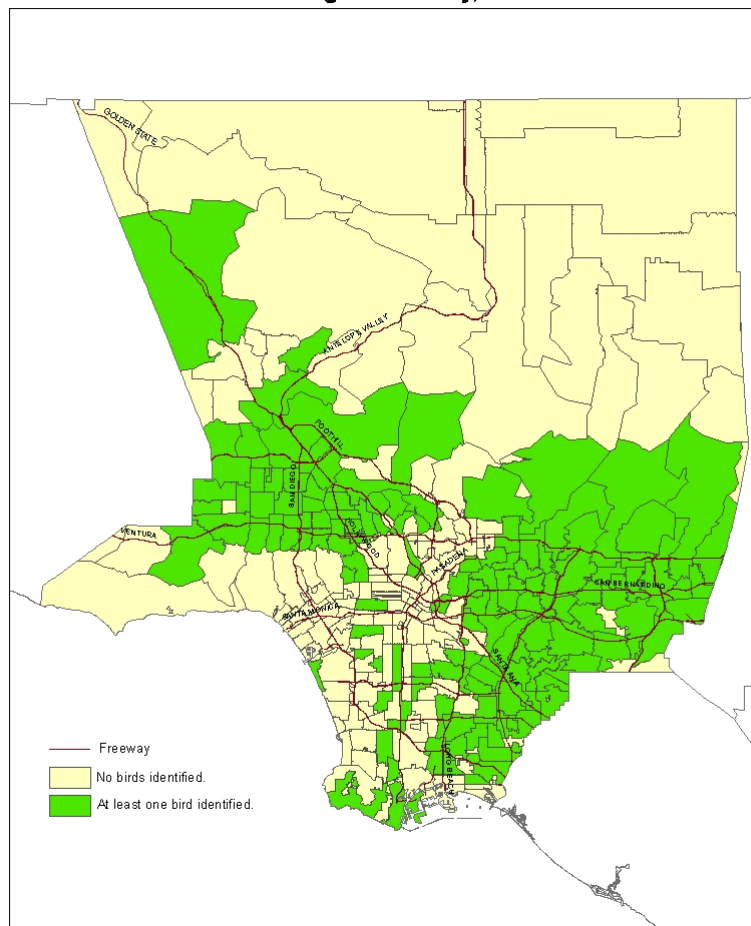 GOLDEN STATE
ANTELOPE VALLEY
FOOTHILL
SAN DIEGO
HOLLYWOOD
VENTURA
PASADENA
SAN BERNARDINO
SANTA MONICA
SANTA ANA
LONG BEACH
Freeway
No birds identified.
At least one bird identified.